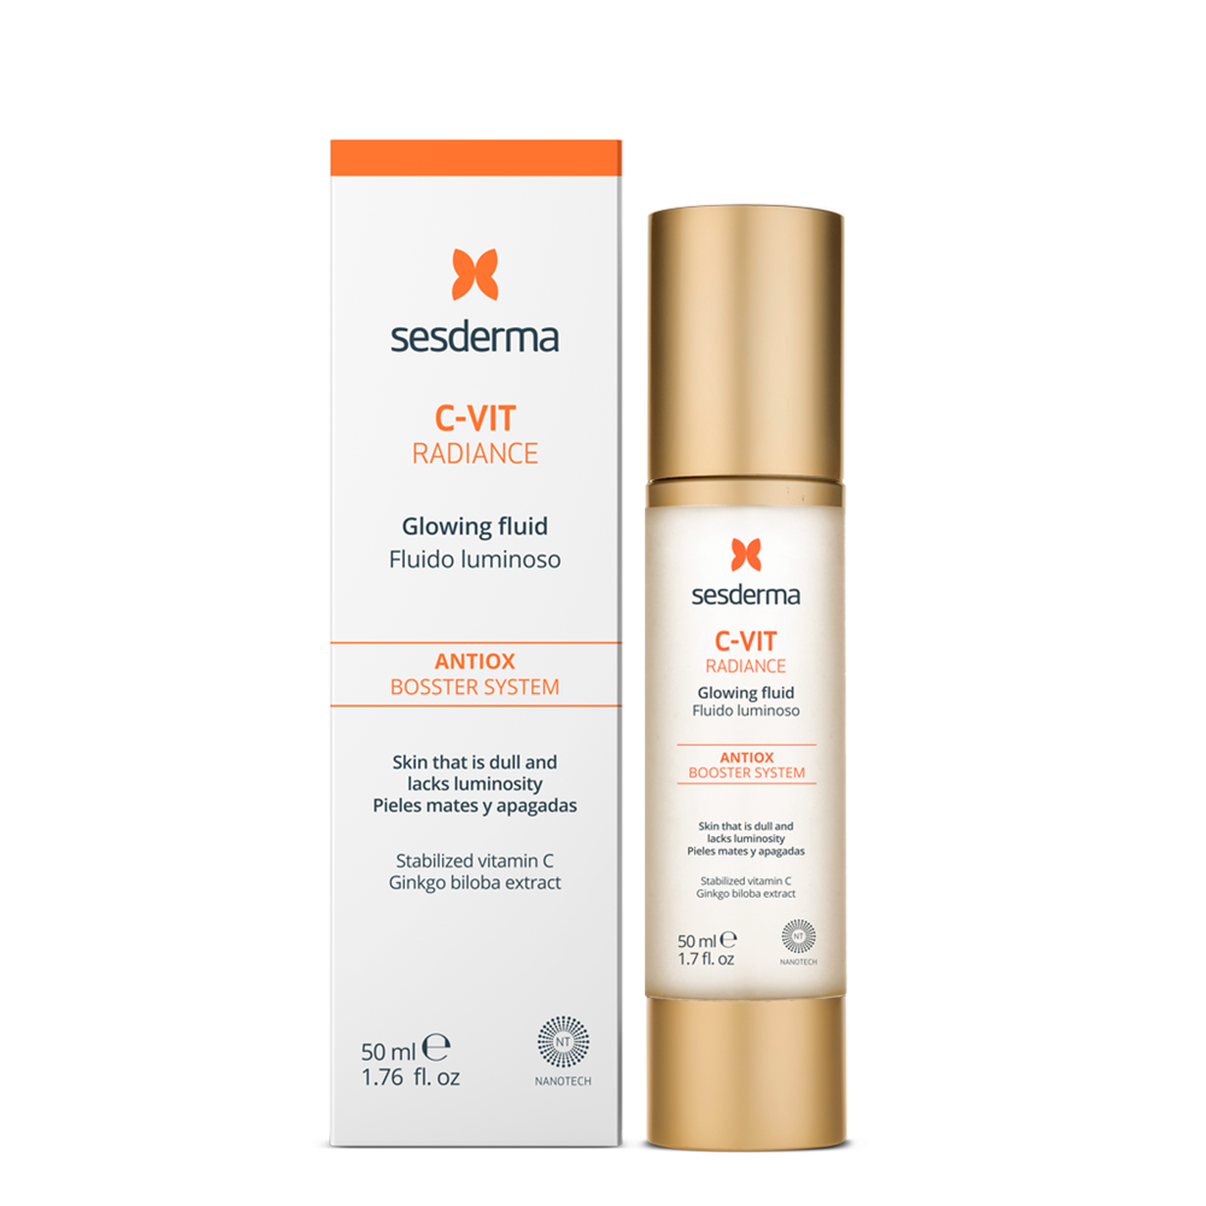 sesderma
C-VIT
RADIANCE
Glowing fluid
Fluido luminoso
ANTIOX
BOSSTER SYSTEM
Skin that is dull and
lacks luminosity
Pieles mates y apagadas
Stabilized vitamin C
Ginkgo biloba extract
50 ml ℮
1.76 fl. oz
NT
NANOTECH
sesderma
C-VIT
RADIANCE
Glowing fluid
Fluido luminoso
ANTIOX
BOOSTER SYSTEM
Skin that is dull and
lacks luminosity
Pieles mates y apagadas
Stabilized vitamin C
Ginkgo biloba extract
50 ml ℮
1.7 fl. oz
NT
NANOTECH